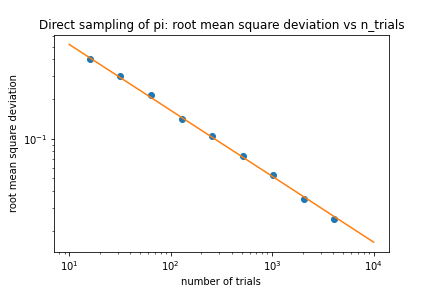 Direct sampling of pi: root mean square deviation vs n_trials
root mean square deviation
10⁻¹
10¹
10²
10³
10⁴
number of trials